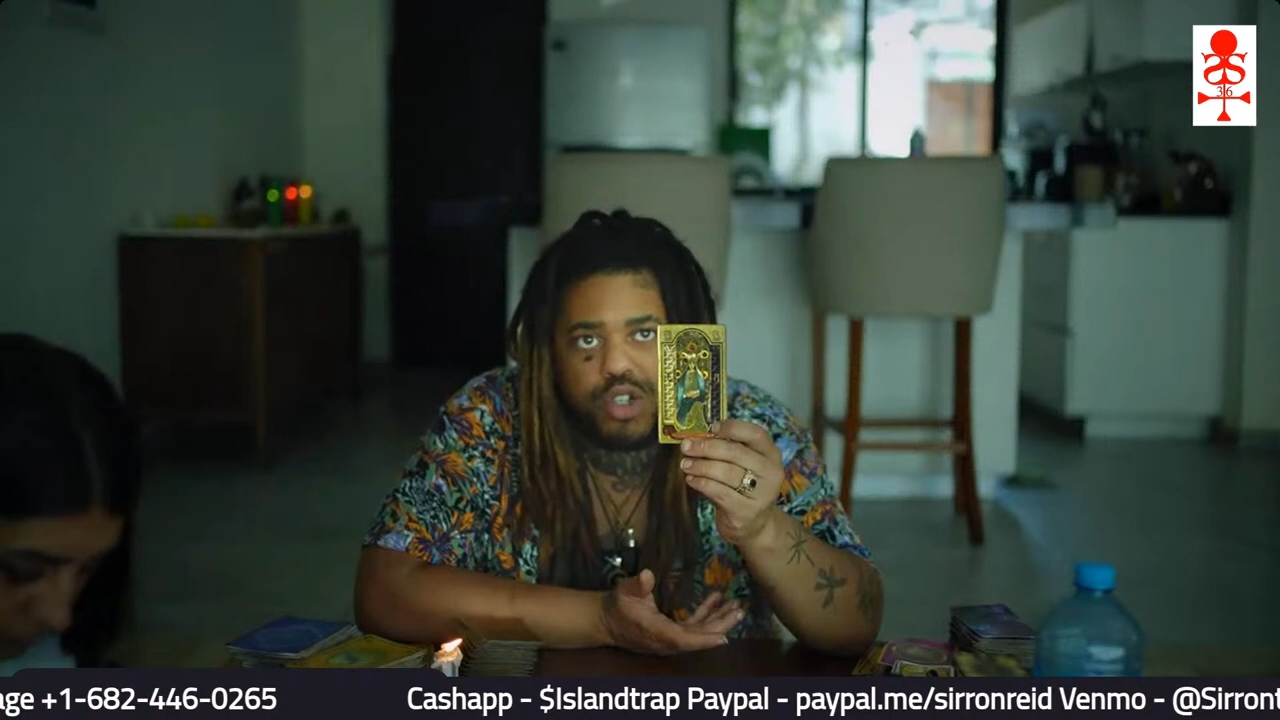 36
age +1-682-446-0265 Cashapp - $Islandtrap Paypal - paypal.me/sirronreid Venmo - @Sirront